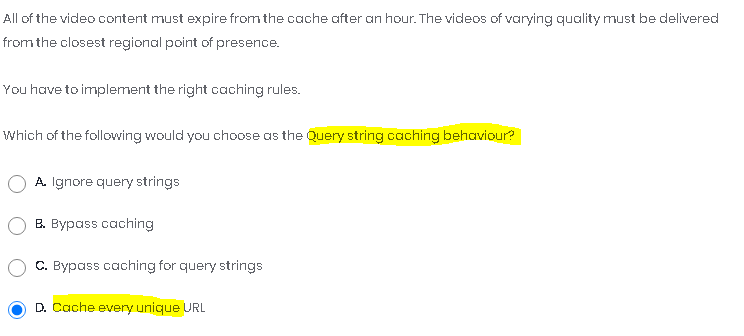 All of the video content must expire from the cache after an hour. The videos of varying quality must be delivered
from the closest regional point of presence.
You have to implement the right caching rules.
Which of the following would you choose as the Query string caching behaviour?
A. Ignore query strings
B. Bypass caching
C. Bypass caching for query strings
D. Cache every unique URL